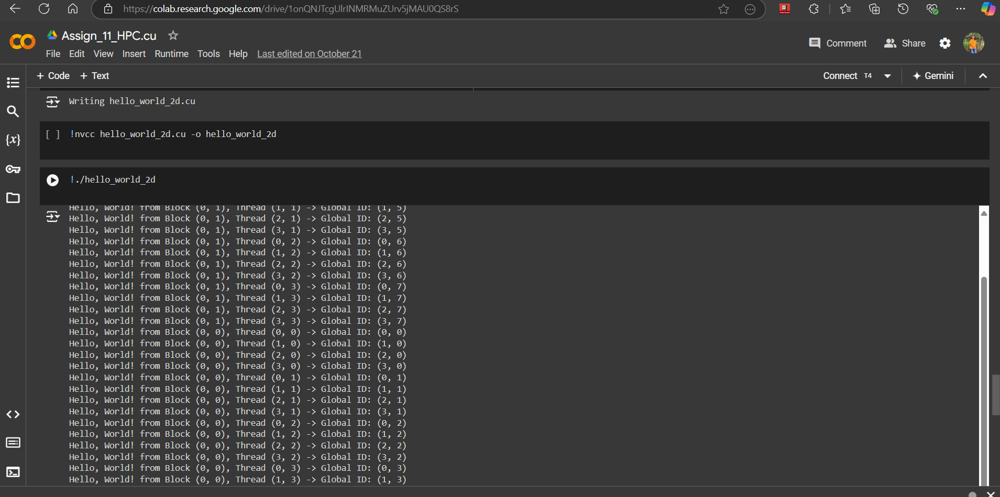 https://colab.research.google.com/drive/1onQNJTcgUlrINMRMuZUrv5jMAU0QS8rS
Assign_11_HPC.cu
Comment
Share
File Edit View Insert Runtime Tools Help Last edited on October 21
+ Code + Text
Connect T4
Gemini
Writing hello_world_2d.cu
{x}
[ ] !nvcc hello_world_2d.cu -o hello_world_2d
!./hello_world_2d
Hello, World! from Block (0, 1), Thread (1, 1) -> Global ID: (1, 5)
Hello, World! from Block (0, 1), Thread (2, 1) -> Global ID: (2, 5)
Hello, World! from Block (0, 1), Thread (3, 1) -> Global ID: (3, 5)
Hello, World! from Block (0, 1), Thread (0, 2) -> Global ID: (0, 6)
Hello, World! from Block (0, 1), Thread (1, 2) -> Global ID: (1, 6)
Hello, World! from Block (0, 1), Thread (2, 2) -> Global ID: (2, 6)
Hello, World! from Block (0, 1), Thread (3, 2) -> Global ID: (3, 6)
Hello, World! from Block (0, 1), Thread (0, 3) -> Global ID: (0, 7)
Hello, World! from Block (0, 1), Thread (1, 3) -> Global ID: (1, 7)
Hello, World! from Block (0, 1), Thread (2, 3) -> Global ID: (2, 7)
Hello, World! from Block (0, 1), Thread (3, 3) -> Global ID: (3, 7)
Hello, World! from Block (0, 0), Thread (0, 0) -> Global ID: (0, 0)
Hello, World! from Block (0, 0), Thread (1, 0) -> Global ID: (1, 0)
Hello, World! from Block (0, 0), Thread (2, 0) -> Global ID: (2, 0)
Hello, World! from Block (0, 0), Thread (3, 0) -> Global ID: (3, 0)
Hello, World! from Block (0, 0), Thread (0, 1) -> Global ID: (0, 1)
Hello, World! from Block (0, 0), Thread (1, 1) -> Global ID: (1, 1)
Hello, World! from Block (0, 0), Thread (2, 1) -> Global ID: (2, 1)
Hello, World! from Block (0, 0), Thread (3, 1) -> Global ID: (3, 1)
Hello, World! from Block (0, 0), Thread (0, 2) -> Global ID: (0, 2)
Hello, World! from Block (0, 0), Thread (1, 2) -> Global ID: (1, 2)
Hello, World! from Block (0, 0), Thread (2, 2) -> Global ID: (2, 2)
Hello, World! from Block (0, 0), Thread (3, 2) -> Global ID: (3, 2)
Hello, World! from Block (0, 0), Thread (0, 3) -> Global ID: (0, 3)
Hello, World! from Block (0, 0), Thread (1, 3) -> Global ID: (1, 3)